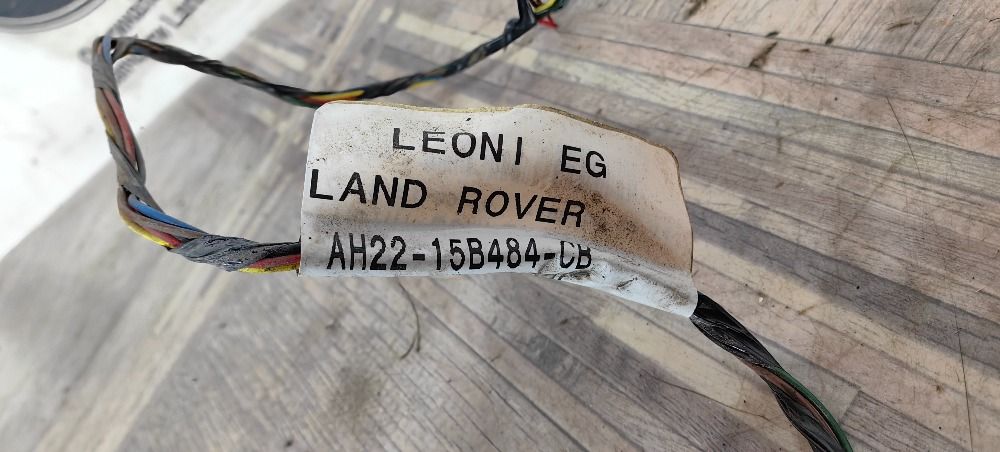 LEONI EG
LAND ROVER
AH22-15B484-CB